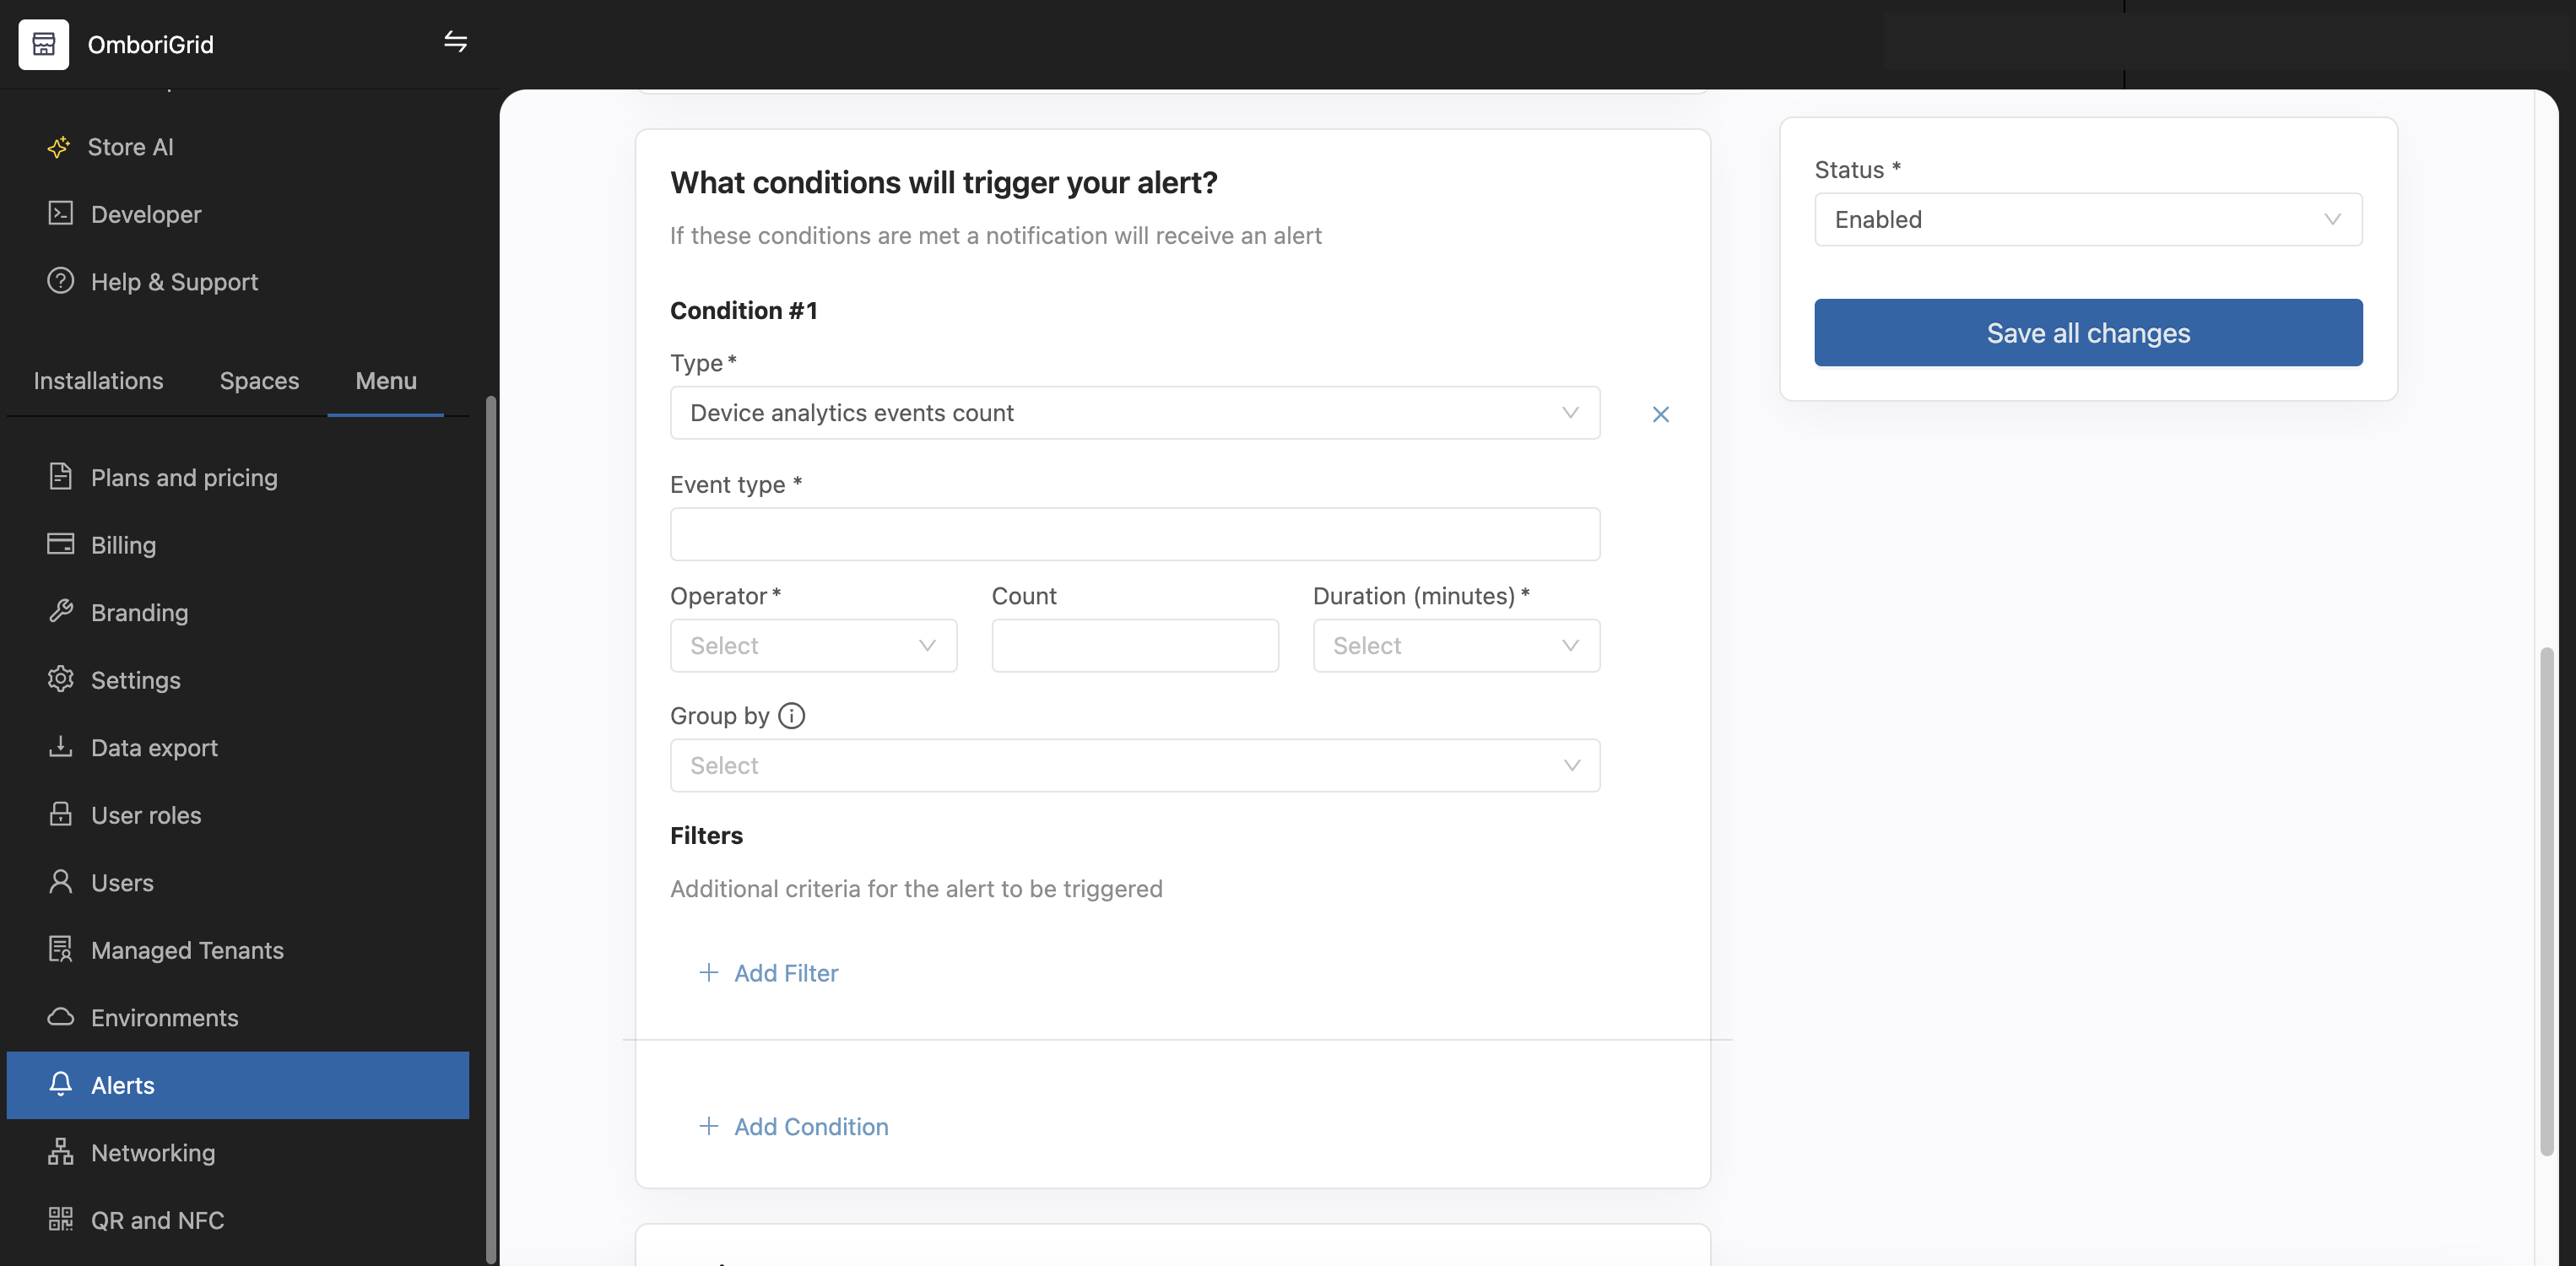 OmboriGrid
Store AI
Developer
Help & Support
Installations
Spaces
Menu
Plans and pricing
Billing
Branding
Settings
Data export
User roles
Users
Managed Tenants
Environments
Alerts
Networking
QR and NFC
What conditions will trigger your alert?
If these conditions are met a notification will receive an alert
Condition #1
Type *
Device analytics events count
Event type *
Operator * Count Duration (minutes) *
Select Select
Group by
Select
Filters
Additional criteria for the alert to be triggered
+ Add Filter
+ Add Condition
Status *
Enabled
Save all changes